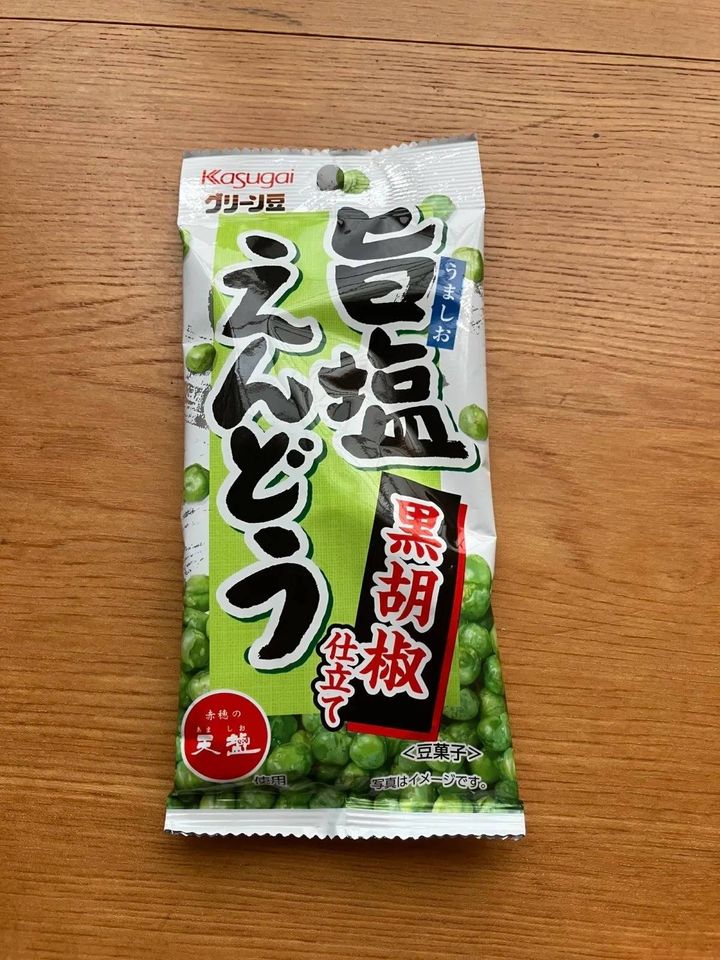 Kasugai
グリーン豆
旨塩
うましお
えんどう
黒胡椒
仕立て
赤穂の
あましお
天塩
使用
<豆菓子>
写真はイメージです。